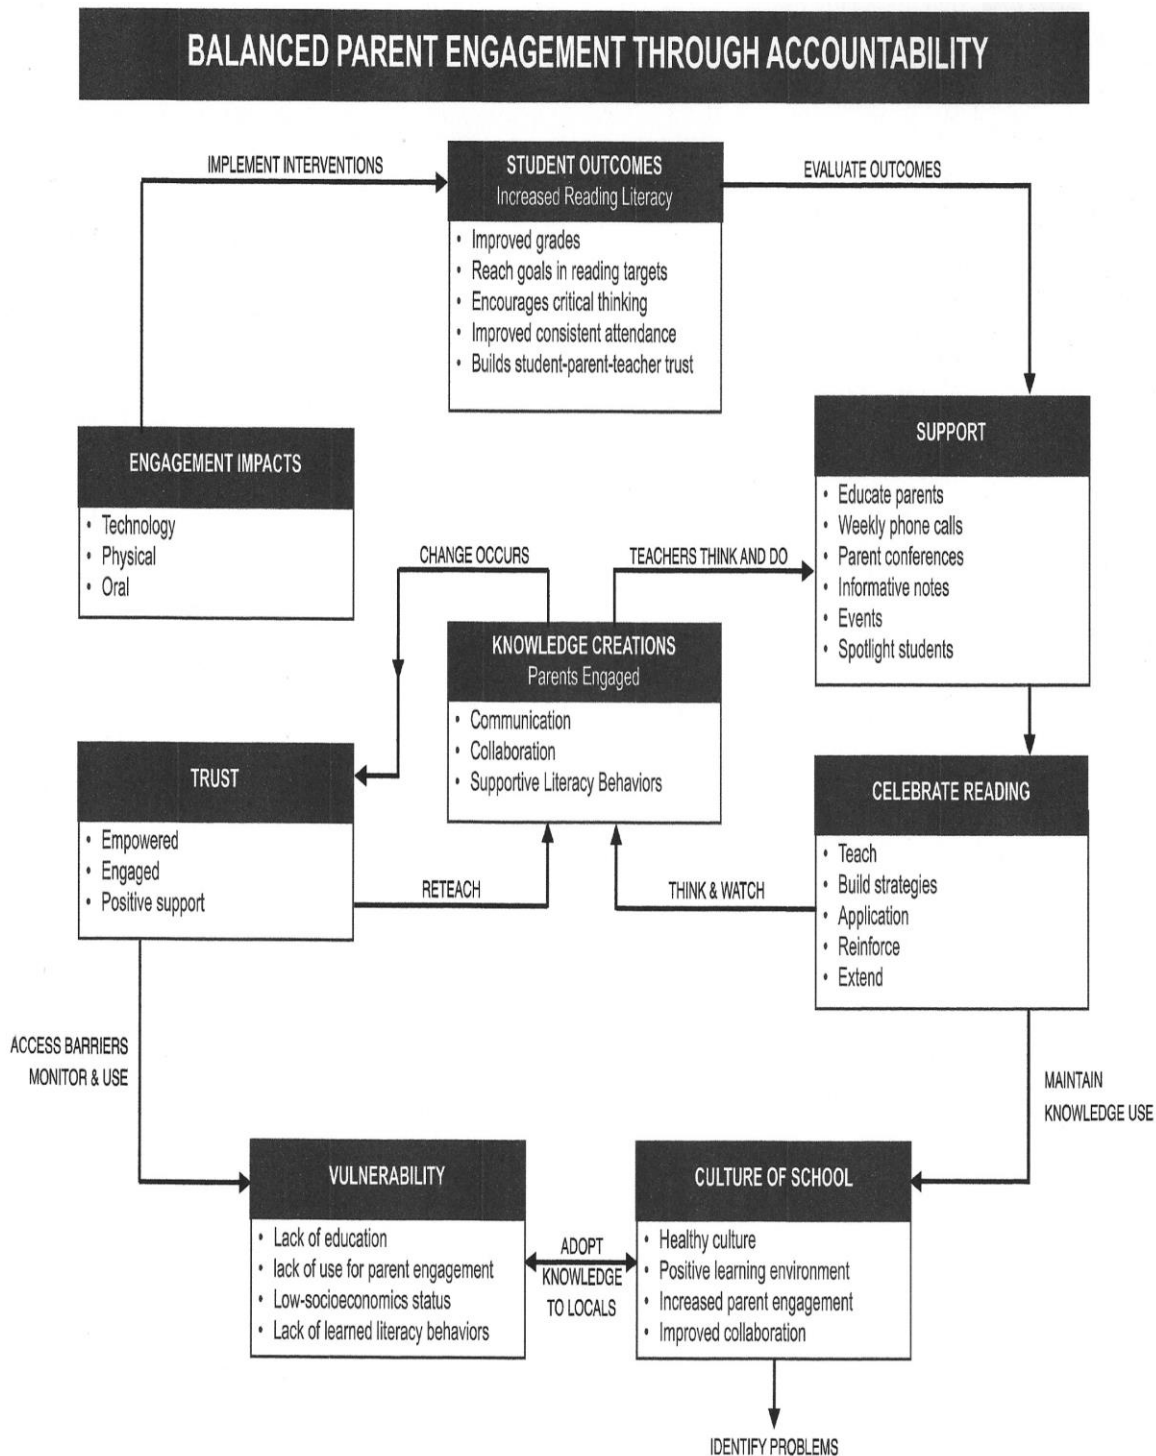 BALANCED PARENT ENGAGEMENT THROUGH ACCOUNTABILITY
IMPLEMENT INTERVENTIONS
STUDENT OUTCOMES
Increased Reading Literacy
• Improved grades
• Reach goals in reading targets
• Encourages critical thinking
• Improved consistent attendance
• Builds student-parent-teacher trust
EVALUATE OUTCOMES
ENGAGEMENT IMPACTS
• Technology
• Physical
• Oral
SUPPORT
• Educate parents
• Weekly phone calls
• Parent conferences
• Informative notes
• Events
• Spotlight students
CHANGE OCCURS
TEACHERS THINK AND DO
KNOWLEDGE CREATIONS
Parents Engaged
• Communication
• Collaboration
• Supportive Literacy Behaviors
TRUST
• Empowered
• Engaged
• Positive support
RETEACH
THINK & WATCH
CELEBRATE READING
• Teach
• Build strategies
• Application
• Reinforce
• Extend
ACCESS BARRIERS
MONITOR & USE
MAINTAIN
KNOWLEDGE USE
VULNERABILITY
• Lack of education
• lack of use for parent engagement
• Low-socioeconomics status
• Lack of learned literacy behaviors
ADOPT
KNOWLEDGE
TO LOCALS
CULTURE OF SCHOOL
• Healthy culture
• Positive learning environment
• Increased parent engagement
• Improved collaboration
IDENTIFY PROBLEMS